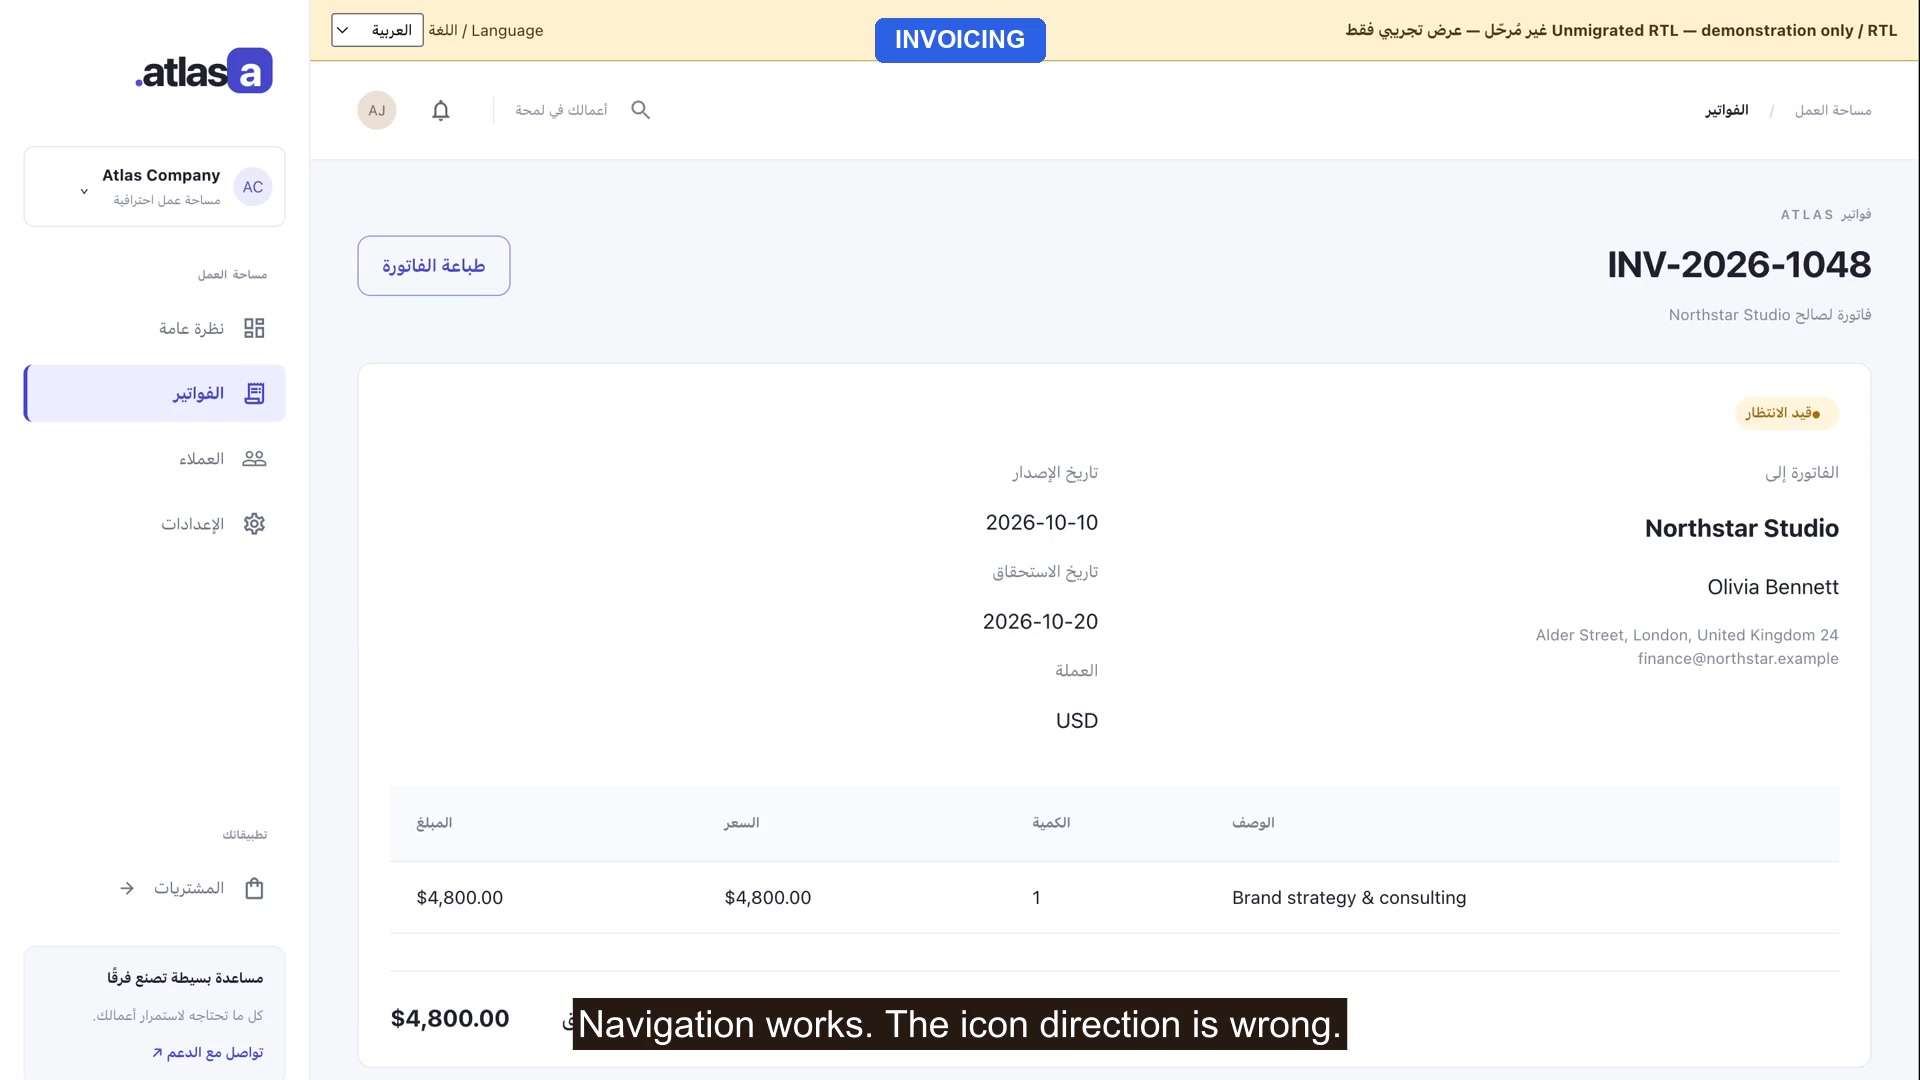 RTL / غير مُرحّل — عرض تجريبي فقط Unmigrated RTL — demonstration only
INVOICING
Language / اللغة
العربية
atlas.
a
مساحة العمل / الفواتير
أعمالك في لمحة
AJ
AC
Atlas Company
مساحة عمل احترافية
مساحة العمل
نظرة عامة
الفواتير
العملاء
الإعدادات
تطبيقاتك
المشتريات →
مساعدة بسيطة تصنع فرقًا
كل ما تحتاجه لاستمرار أعمالك.
تواصل مع الدعم ↗
فواتير ATLAS
INV-2026-1048
فاتورة لصالح Northstar Studio
طباعة الفاتورة
قيد الانتظار
الفاتورة إلى
Northstar Studio
Olivia Bennett
Alder Street, London, United Kingdom 24
finance@northstar.example
تاريخ الإصدار
2026-10-10
تاريخ الاستحقاق
2026-10-20
العملة
USD
الوصف الكمية السعر المبلغ
Brand strategy & consulting 1 $4,800.00 $4,800.00
$4,800.00
Navigation works. The icon direction is wrong.